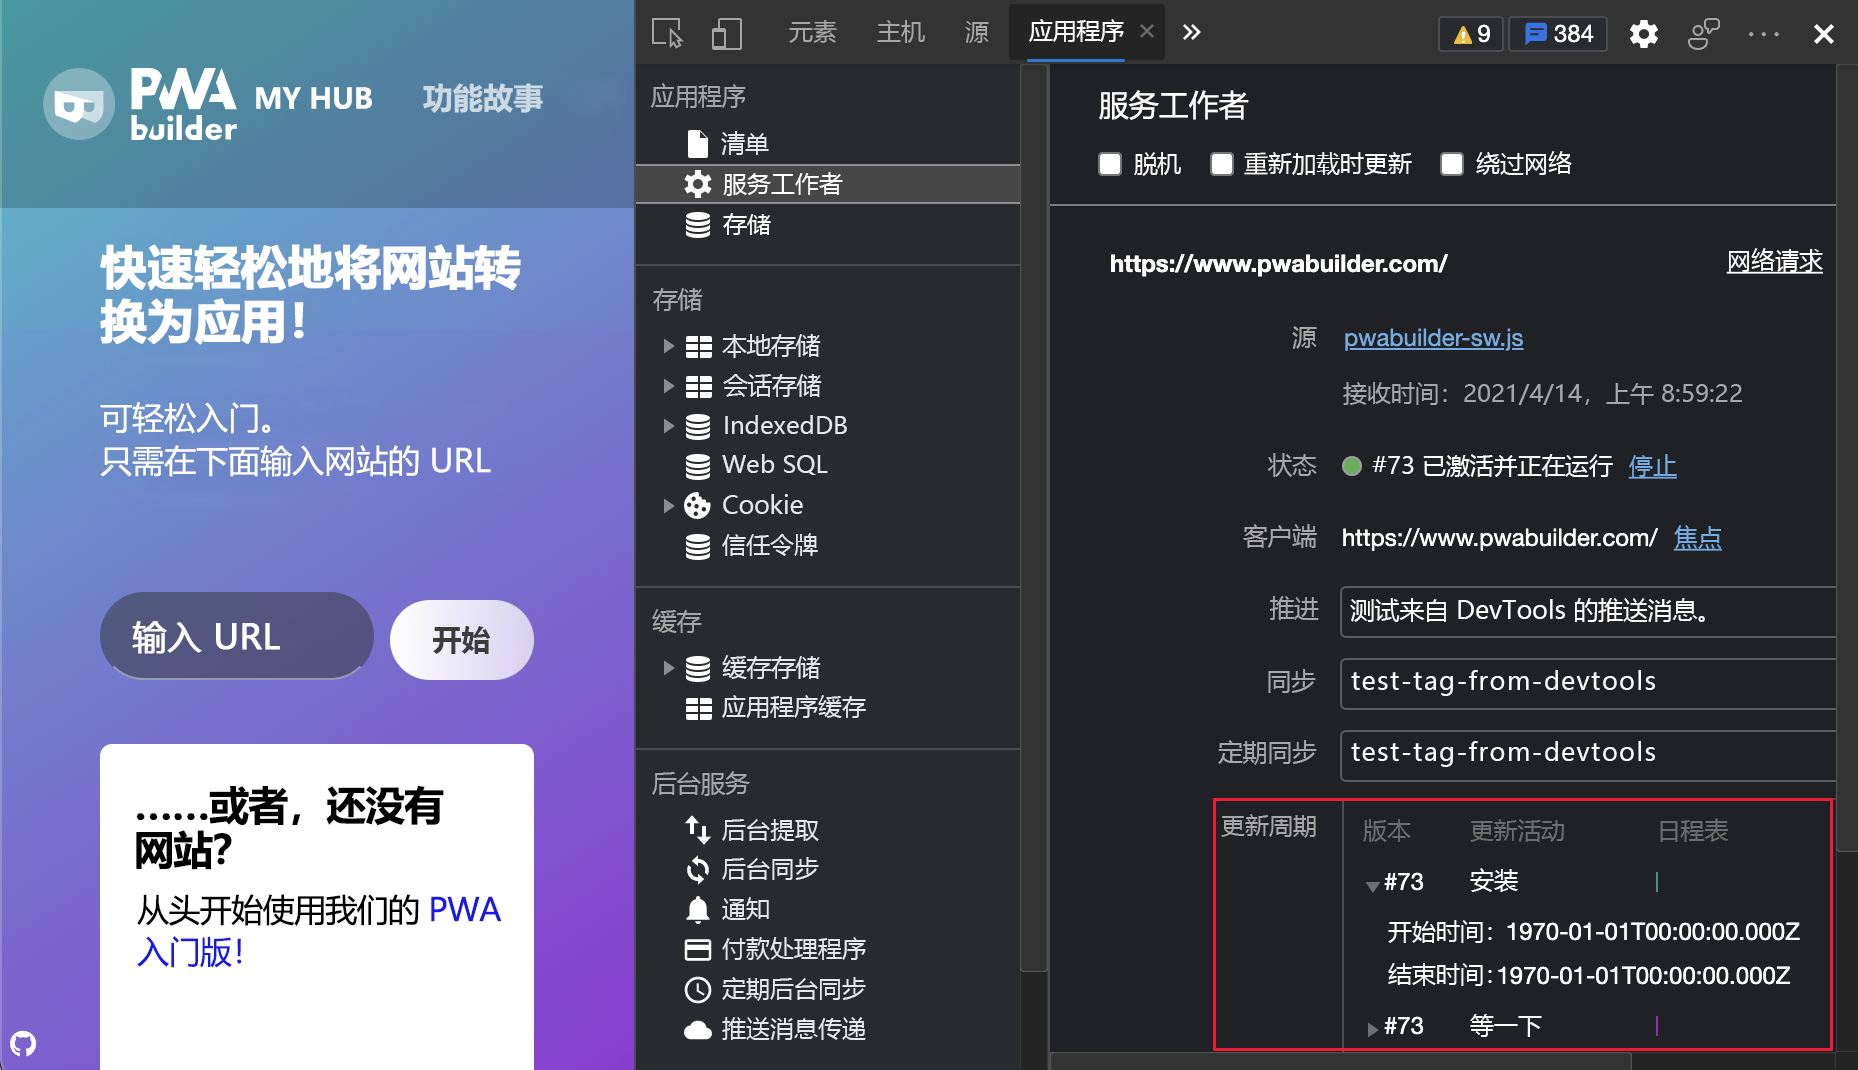 PWA
builder
MY HUB
功能故事
快速轻松地将网站转
换为应用！
可轻松入门。
只需在下面输入网站的 URL
输入 URL
开始
……或者，还没有
网站？
从头开始使用我们的 PWA
入门版！
元素
主机
源
应用程序
9
384
应用程序
清单
服务工作者
存储
存储
本地存储
会话存储
IndexedDB
Web SQL
Cookie
信任令牌
缓存
缓存存储
应用程序缓存
后台服务
后台提取
后台同步
通知
付款处理程序
定期后台同步
推送消息传递
服务工作者
脱机 重新加载时更新 绕过网络
https://www.pwabuilder.com/ 网络请求
源 pwabuilder-sw.js
接收时间：2021/4/14，上午 8:59:22
状态 #73 已激活并正在运行 停止
客户端 https://www.pwabuilder.com/ 焦点
推进 测试来自 DevTools 的推送消息。
同步 test-tag-from-devtools
定期同步 test-tag-from-devtools
更新周期 版本 更新活动 日程表
#73 安装
开始时间：1970-01-01T00:00:00.000Z
结束时间：1970-01-01T00:00:00.000Z
#73 等一下